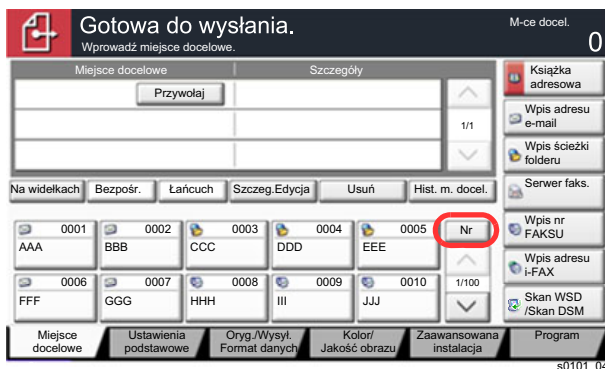 Gotowa do wysłania.
Wprowadź miejsce docelowe.
M-ce docel.
0
Miejsce docelowe Szczegóły
Przywołaj
1/1
Na widełkach Bezpośr. Łańcuch Szczeg.Edycja Usuń Hist. m. docel.
0001 0002 0003 0004 0005 Nr
AAA BBB CCC DDD EEE
0006 0007 0008 0009 0010 1/100
FFF GGG HHH III JJJ
Książka
adresowa
Wpis adresu
e-mail
Wpis ścieżki
folderu
Serwer faks.
Wpis nr
FAKSU
Wpis adresu
i-FAX
Skan WSD
/Skan DSM
Miejsce
docelowe
Ustawienia
podstawowe
Oryg./Wysył.
Format danych
Kolor/
Jakość obrazu
Zaawansowana
instalacja
Program
s0101_04